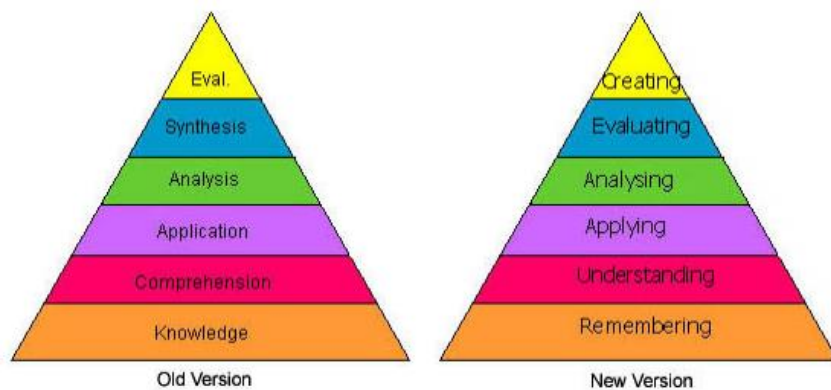 Eval.
Synthesis
Analysis
Application
Comprehension
Knowledge
Old Version
Creating
Evaluating
Analysing
Applying
Understanding
Remembering
New Version